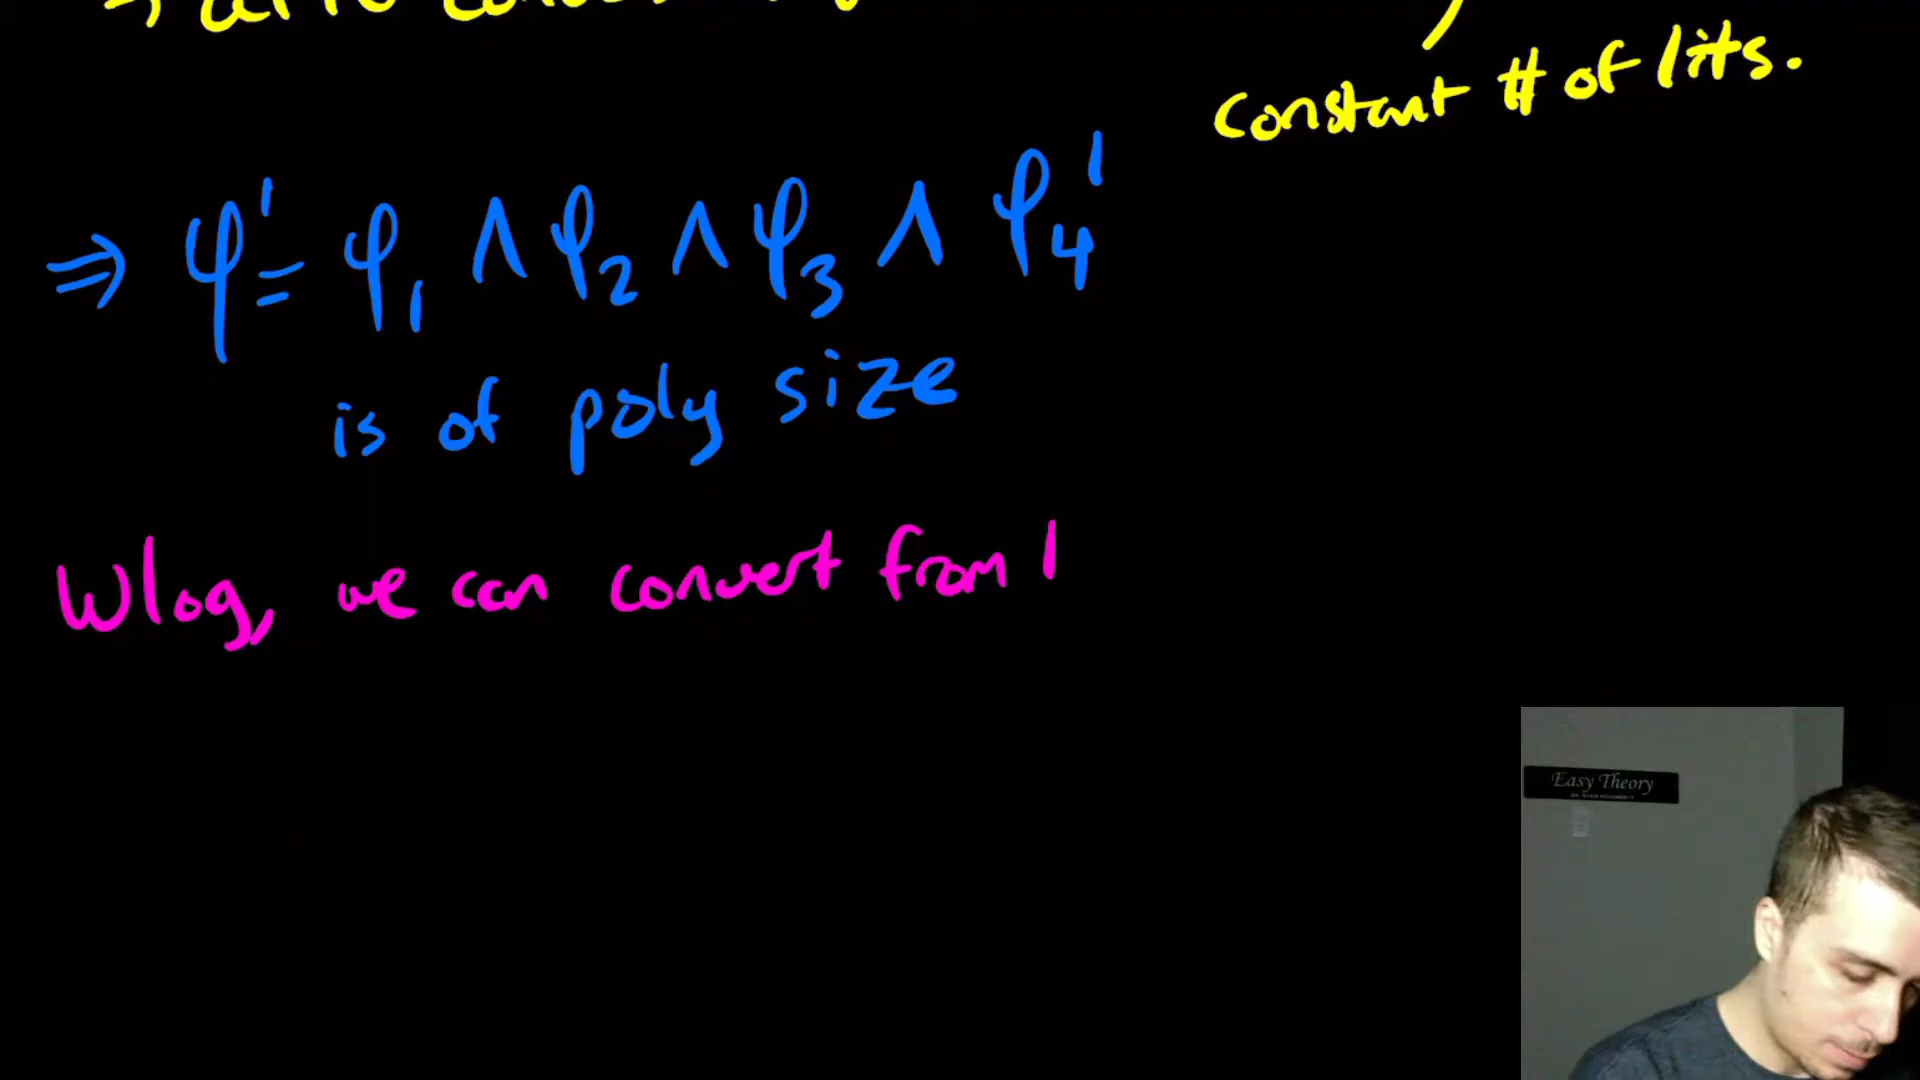 constant # of lits.
⇒ φ' = φ₁ ∧ φ₂ ∧ φ₃ ∧ φ₄'
is of poly size
Wlog, we can convert from 1
Easy Theory